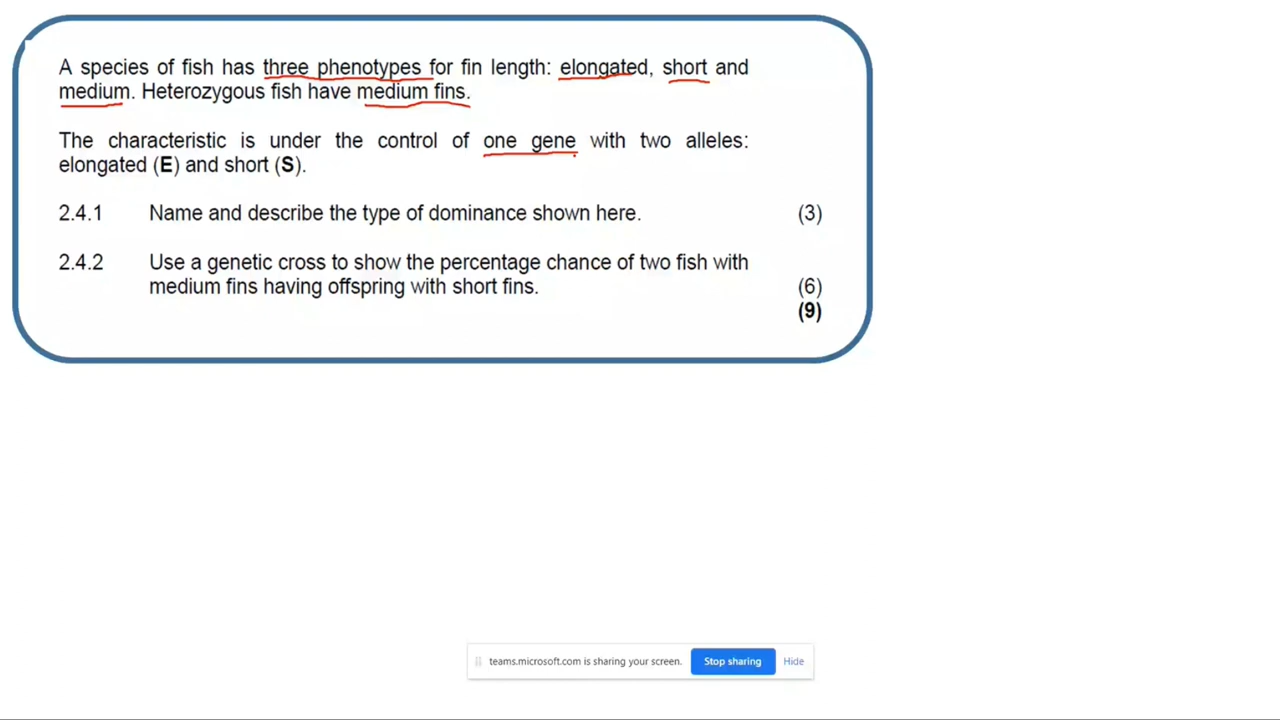 A species of fish has three phenotypes for fin length: elongated, short and
medium. Heterozygous fish have medium fins.
The characteristic is under the control of one gene with two alleles:
elongated (E) and short (S).
2.4.1 Name and describe the type of dominance shown here. (3)
2.4.2 Use a genetic cross to show the percentage chance of two fish with
medium fins having offspring with short fins. (6)
(9)
teams.microsoft.com is sharing your screen. Stop sharing Hide